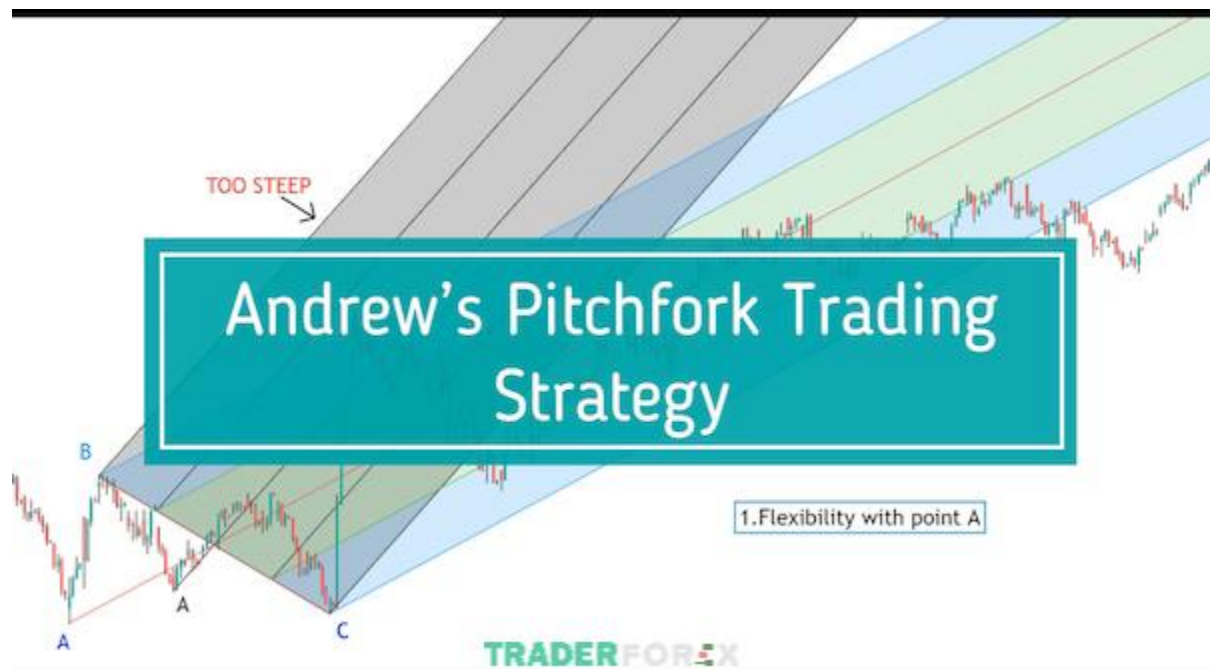 TOO STEEP
Andrew's Pitchfork Trading
Strategy
B
1.Flexibility with point A
A
A
C
TRADERFOREX